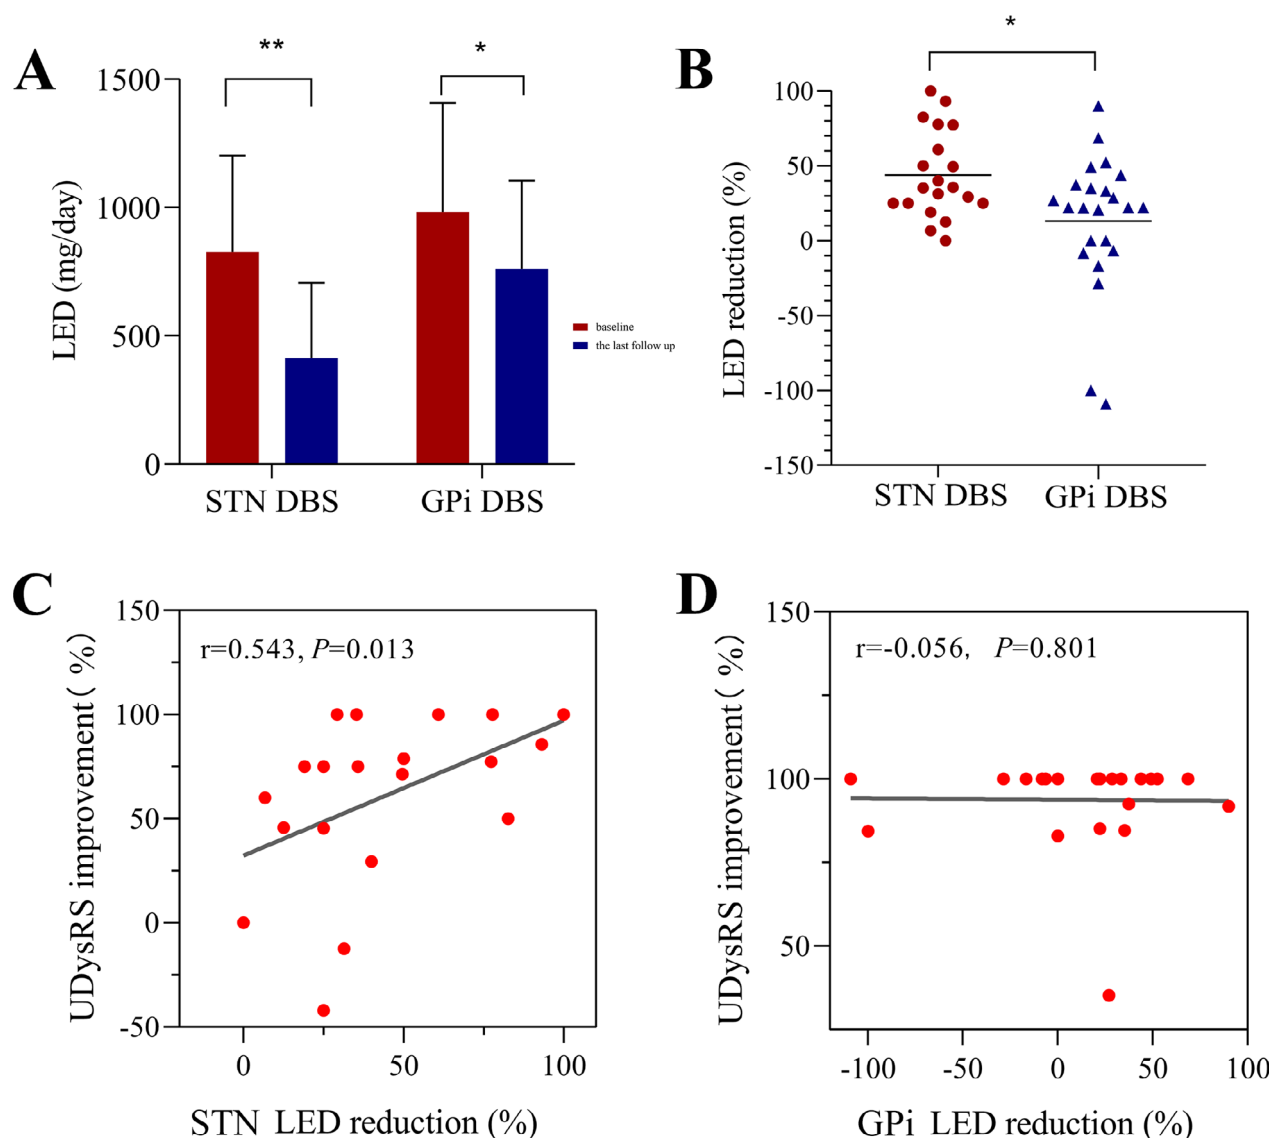 A
**
*
1500
1000
500
0
LED (mg/day)
baseline
the last follow up
STN DBS
GPi DBS
B
*
100
50
0
-50
-100
-150
LED reduction (%)
STN DBS
GPi DBS
C
150
100
50
0
-50
UDysRS improvement( %)
r=0.543, P=0.013
0
50
100
STN LED reduction (%)
D
150
100
50
UDysRS improvement( %)
r=-0.056, P=0.801
-100
-50
0
50
100
GPi LED reduction (%)